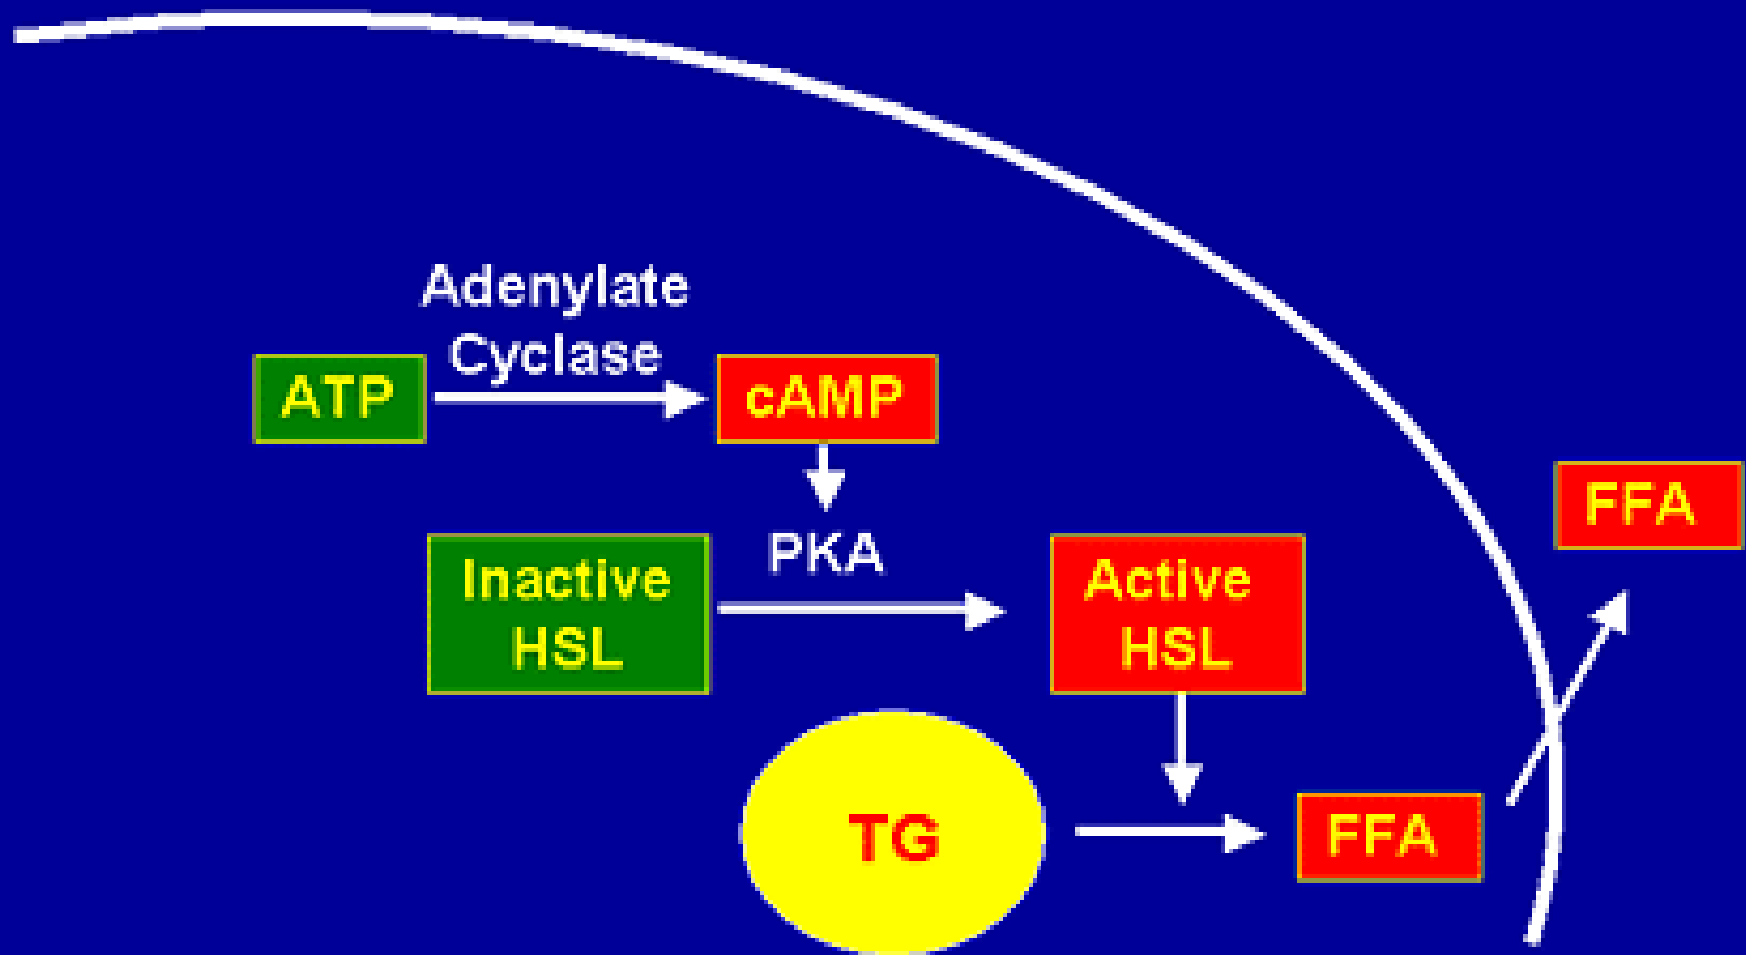 Adenylate
Cyclase
ATP
cAMP
FFA
PKA
Inactive
HSL
Active
HSL
TG
FFA